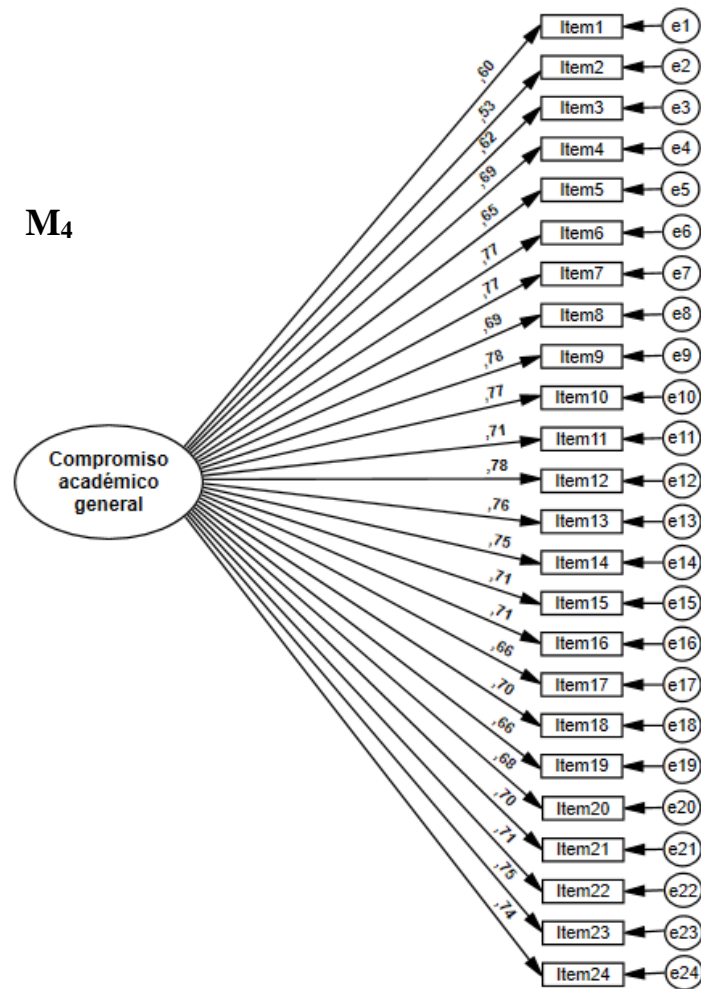 Item1 e1
,60
Item2 e2
,53
Item3 e3
,62
Item4 e4
,69
Item5 e5
,65
M₄
Item6 e6
,77
Item7 e7
,77
Item8 e8
,69
Item9 e9
,78
Item10 e10
,77
Item11 e11
,71
Compromiso
académico
general
Item12 e12
,78
Item13 e13
,76
Item14 e14
,75
Item15 e15
,71
Item16 e16
,71
Item17 e17
,66
Item18 e18
,70
Item19 e19
,66
Item20 e20
,68
Item21 e21
,70
Item22 e22
,71
Item23 e23
,75
Item24 e24
,74